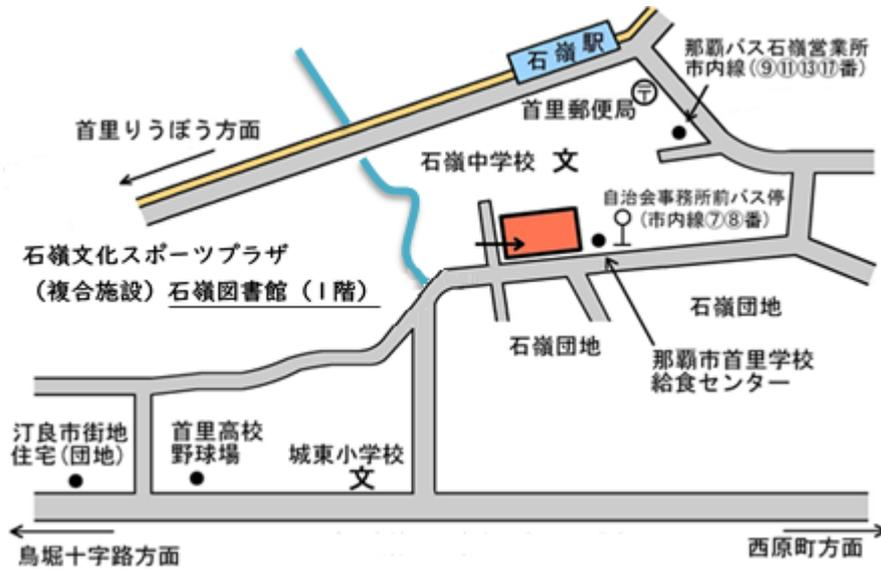 石嶺駅
那覇バス石嶺営業所
市内線(⑨⑪⑬⑰番)
首里郵便局
〒
首里りうぼう方面
石嶺中学校 文
自治会事務所前バス停
(市内線⑦⑧番)
石嶺文化スポーツプラザ
(複合施設)石嶺図書館(1階)
石嶺団地
石嶺団地
那覇市首里学校
給食センター
汀良市街地
住宅(団地)
首里高校
野球場
城東小学校
文
鳥堀十字路方面
西原町方面